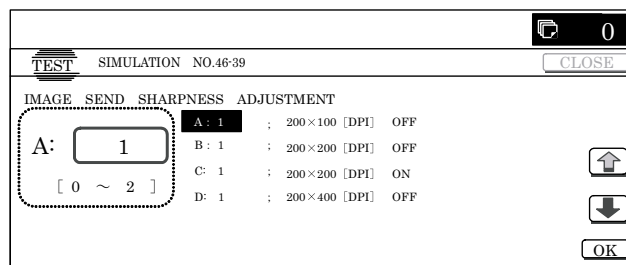 0
TEST SIMULATION NO.46-39 CLOSE
IMAGE SEND SHARPNESS ADJUSTMENT
A: 1
[ 0 ～ 2 ]
A : 1 ; 200×100 [DPI] OFF
B : 1 ; 200×200 [DPI] OFF
C: 1 ; 200×200 [DPI] ON
D: 1 ; 200×400 [DPI] OFF
OK